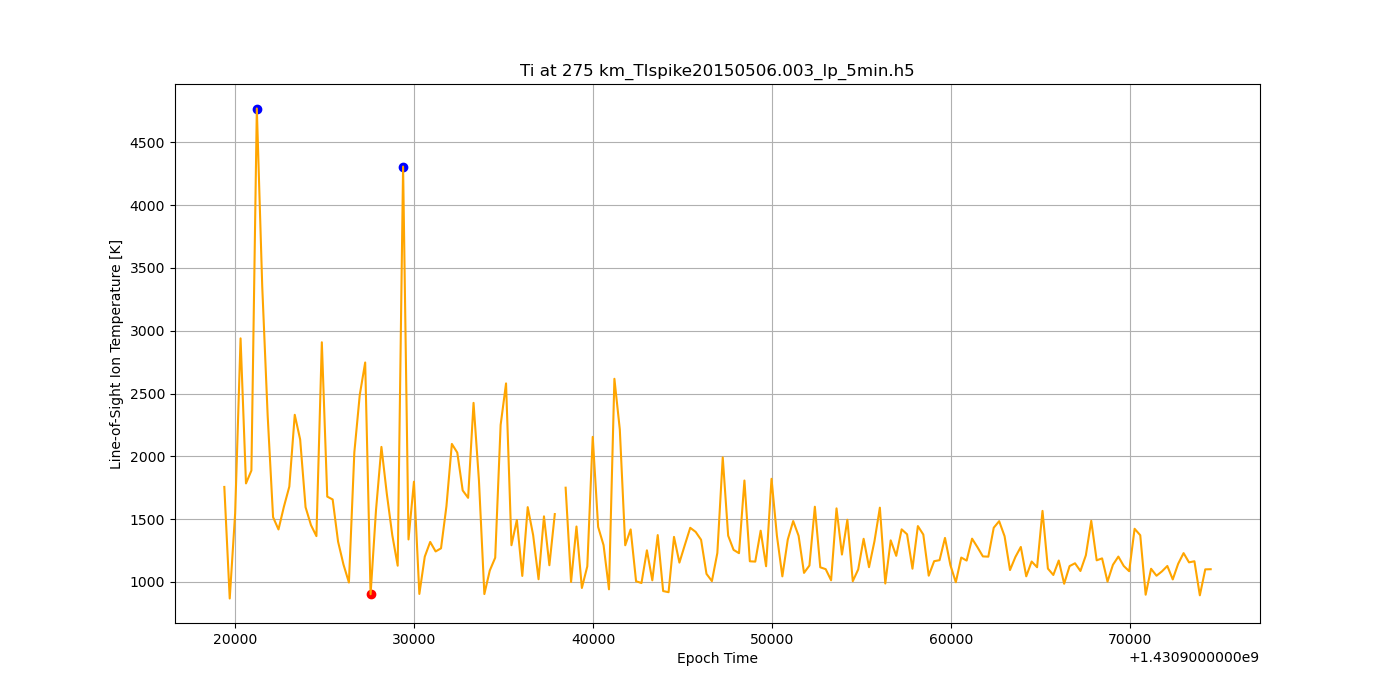 Ti at 275 km_TIspike20150506.003_lp_5min.h5
Line-of-Sight Ion Temperature [K]
4500
4000
3500
3000
2500
2000
1500
1000
20000 30000 40000 50000 60000 70000
Epoch Time
+1.4309000000e9